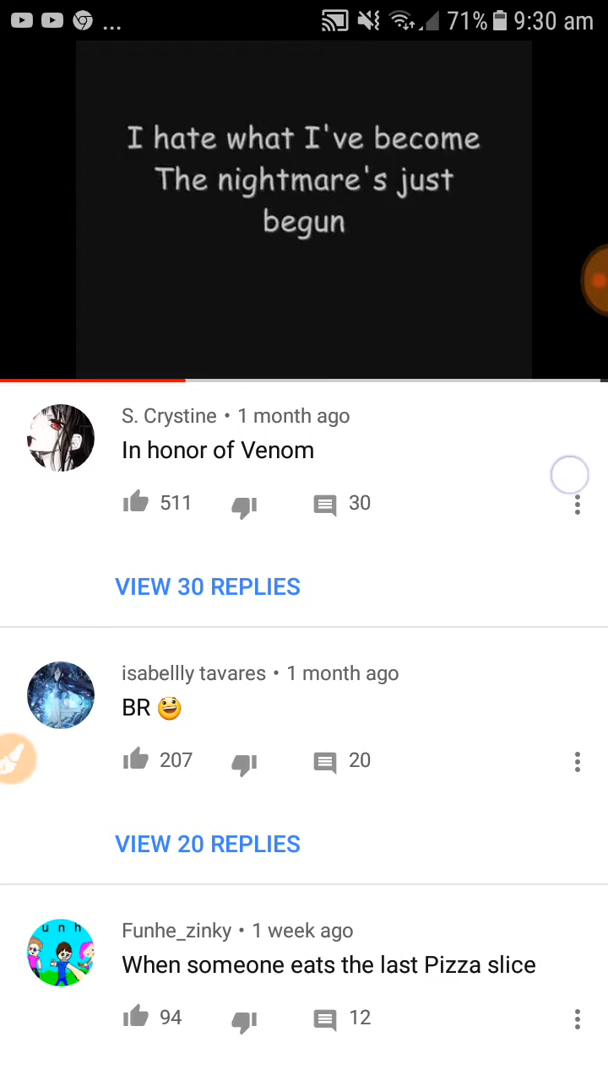 ... 71% 9:30 am
I hate what I've become
The nightmare's just
begun
S. Crystine • 1 month ago
In honor of Venom
511 30
VIEW 30 REPLIES
isabellly tavares • 1 month ago
BR 😆
207 20
VIEW 20 REPLIES
u n h
Funhe_zinky • 1 week ago
When someone eats the last Pizza slice
94 12